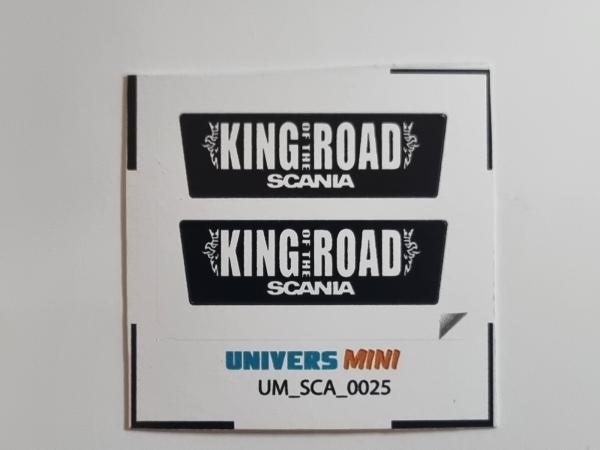 KING OF THE ROAD
SCANIA
KING OF THE ROAD
SCANIA
UNIVERS MINI
UM_SCA_0025